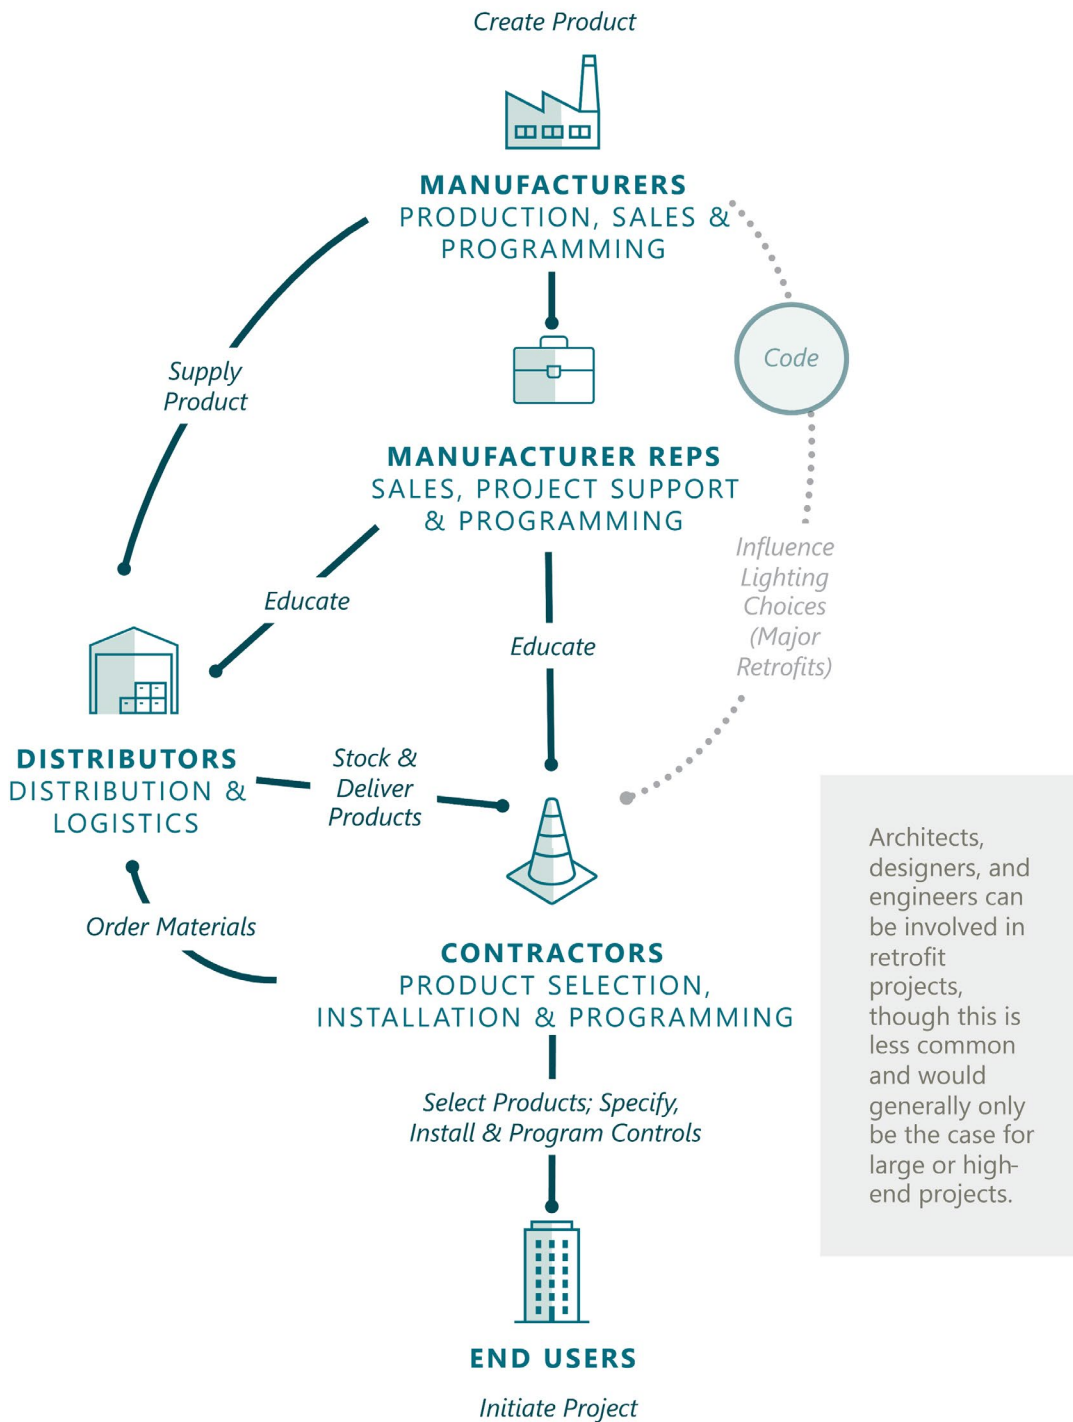 Create Product
MANUFACTURERS
PRODUCTION, SALES &
PROGRAMMING
Code
Supply
Product
MANUFACTURER REPS
SALES, PROJECT SUPPORT
& PROGRAMMING
Influence
Lighting
Choices
(Major
Retrofits)
Educate
Educate
DISTRIBUTORS
DISTRIBUTION &
LOGISTICS
Stock &
Deliver
Products
Order Materials
CONTRACTORS
PRODUCT SELECTION,
INSTALLATION & PROGRAMMING
Select Products; Specify,
Install & Program Controls
END USERS
Initiate Project
Architects,
designers, and
engineers can
be involved in
retrofit
projects,
though this is
less common
and would
generally only
be the case for
large or high-
end projects.